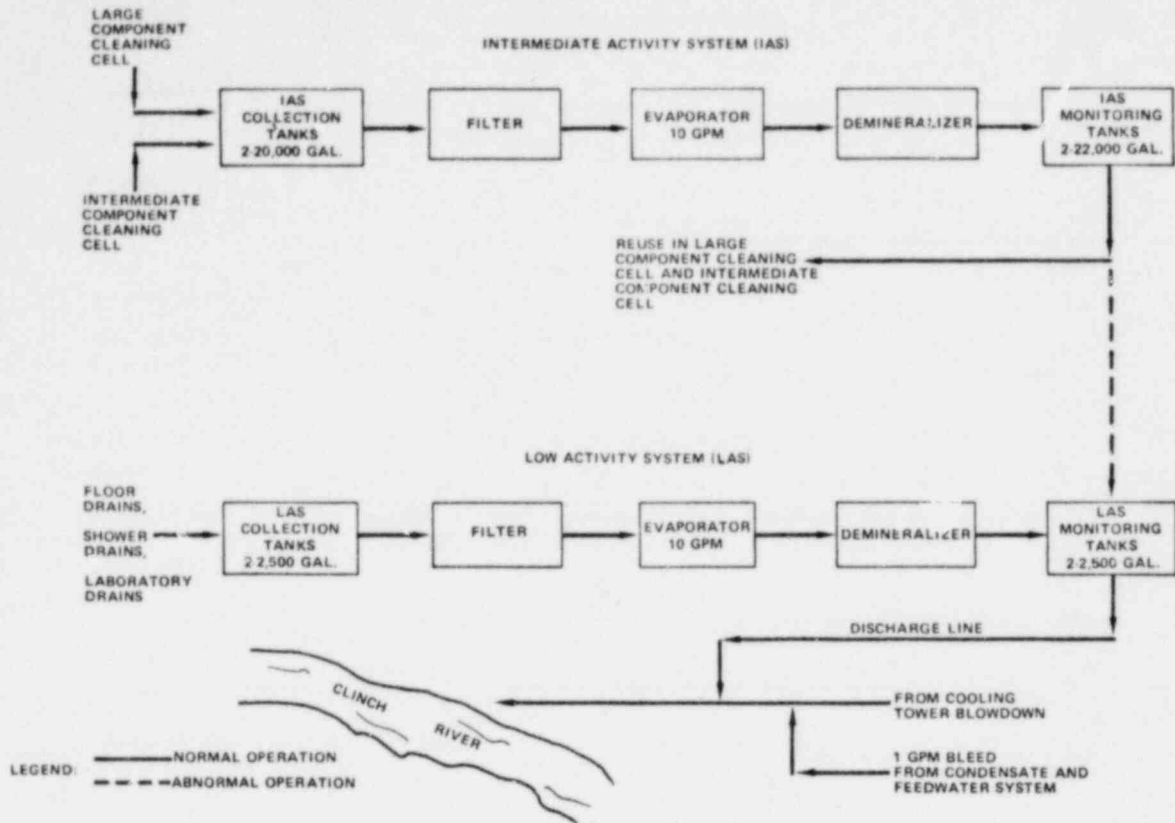 LARGE
COMPONENT
CLEANING
CELL
INTERMEDIATE ACTIVITY SYSTEM (IAS)
IAS
COLLECTION
TANKS
2-20,000 GAL.
FILTER
EVAPORATOR
10 GPM
DEMINERALIZER
IAS
MONITORING
TANKS
2-22,000 GAL.
INTERMEDIATE
COMPONENT
CLEANING
CELL
REUSE IN LARGE
COMPONENT CLEANING
CELL AND INTERMEDIATE
COMPONENT CLEANING
CELL
LOW ACTIVITY SYSTEM (LAS)
FLOOR
DRAINS,
SHOWER
DRAINS,
LABORATORY
DRAINS
LAS
COLLECTION
TANKS
2-2,500 GAL.
FILTER
EVAPORATOR
10 GPM
DEMINERALIZER
LAS
MONITORING
TANKS
2-2,500 GAL.
DISCHARGE LINE
CLINCH
RIVER
FROM COOLING
TOWER BLOWDOWN
1 GPM BLEED
FROM CONDENSATE AND
FEEDWATER SYSTEM
LEGEND:
NORMAL OPERATION
ABNORMAL OPERATION